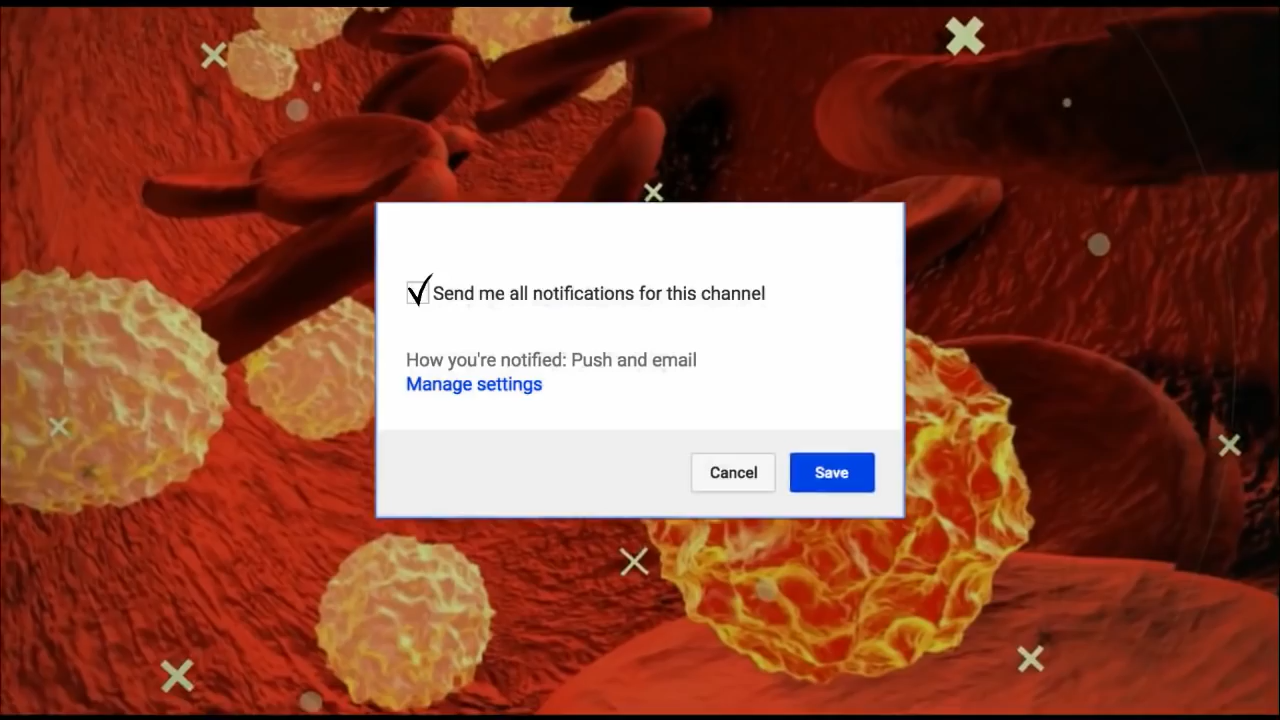 Send me all notifications for this channel
How you're notified: Push and email
Manage settings
Cancel Save